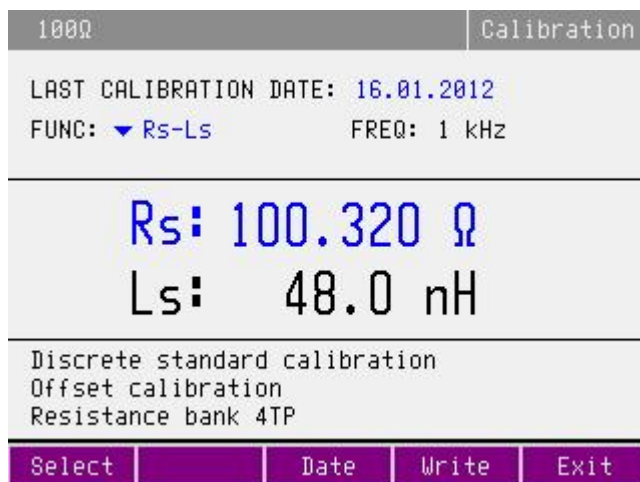 100Ω Calibration
LAST CALIBRATION DATE: 16.01.2012
FUNC: Rs-Ls FREQ: 1 kHz
Rs: 100.320 Ω
Ls: 48.0 nH
Discrete standard calibration
Offset calibration
Resistance bank 4TP
Select Date Write Exit